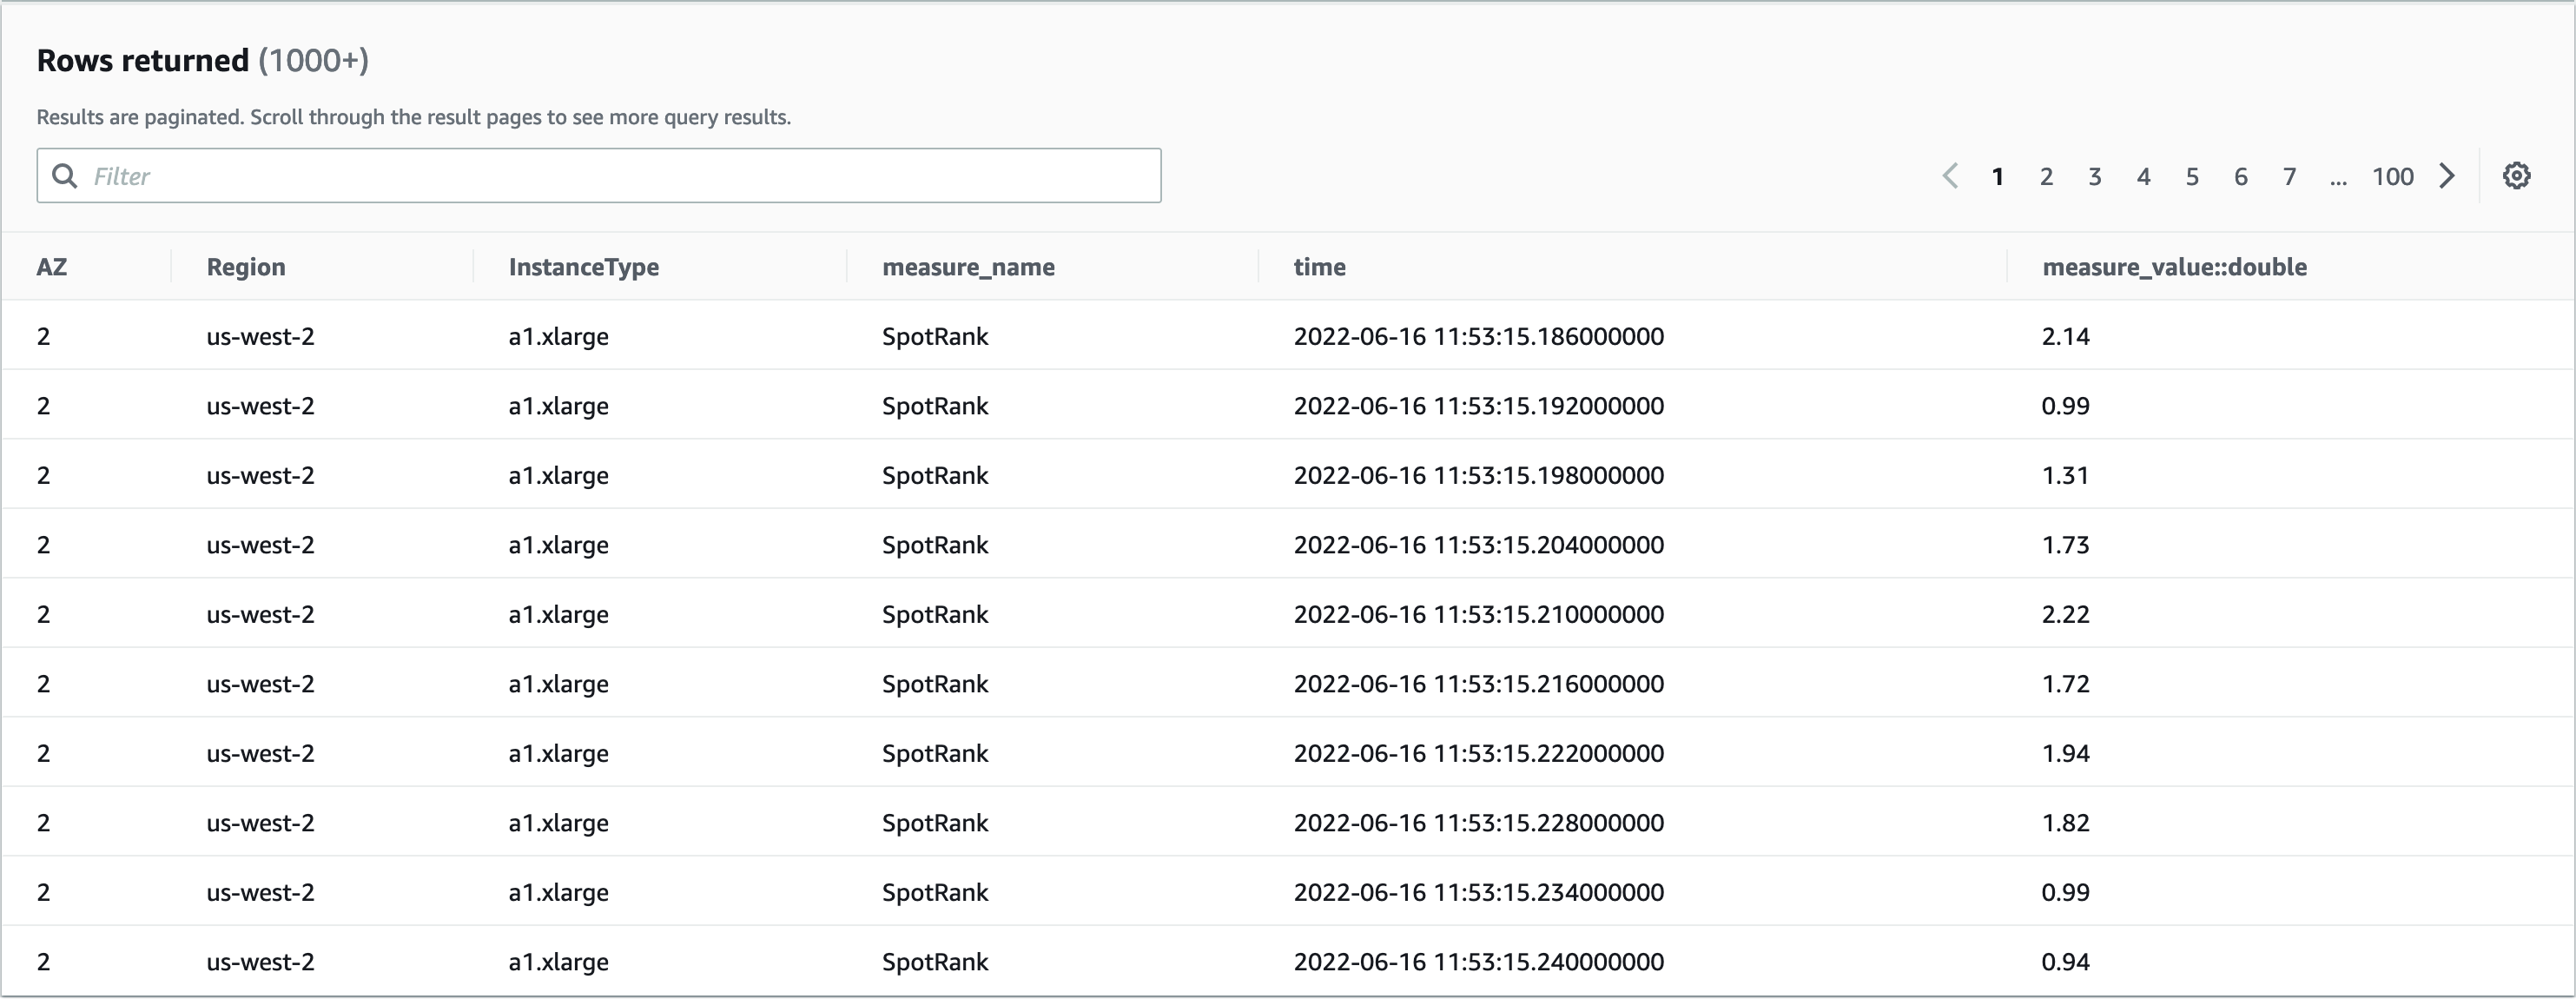 Rows returned (1000+)
Results are paginated. Scroll through the result pages to see more query results.
Filter 1 2 3 4 5 6 7 ... 100
AZ Region InstanceType measure_name time measure_value::double
2 us-west-2 a1.xlarge SpotRank 2022-06-16 11:53:15.186000000 2.14
2 us-west-2 a1.xlarge SpotRank 2022-06-16 11:53:15.192000000 0.99
2 us-west-2 a1.xlarge SpotRank 2022-06-16 11:53:15.198000000 1.31
2 us-west-2 a1.xlarge SpotRank 2022-06-16 11:53:15.204000000 1.73
2 us-west-2 a1.xlarge SpotRank 2022-06-16 11:53:15.210000000 2.22
2 us-west-2 a1.xlarge SpotRank 2022-06-16 11:53:15.216000000 1.72
2 us-west-2 a1.xlarge SpotRank 2022-06-16 11:53:15.222000000 1.94
2 us-west-2 a1.xlarge SpotRank 2022-06-16 11:53:15.228000000 1.82
2 us-west-2 a1.xlarge SpotRank 2022-06-16 11:53:15.234000000 0.99
2 us-west-2 a1.xlarge SpotRank 2022-06-16 11:53:15.240000000 0.94